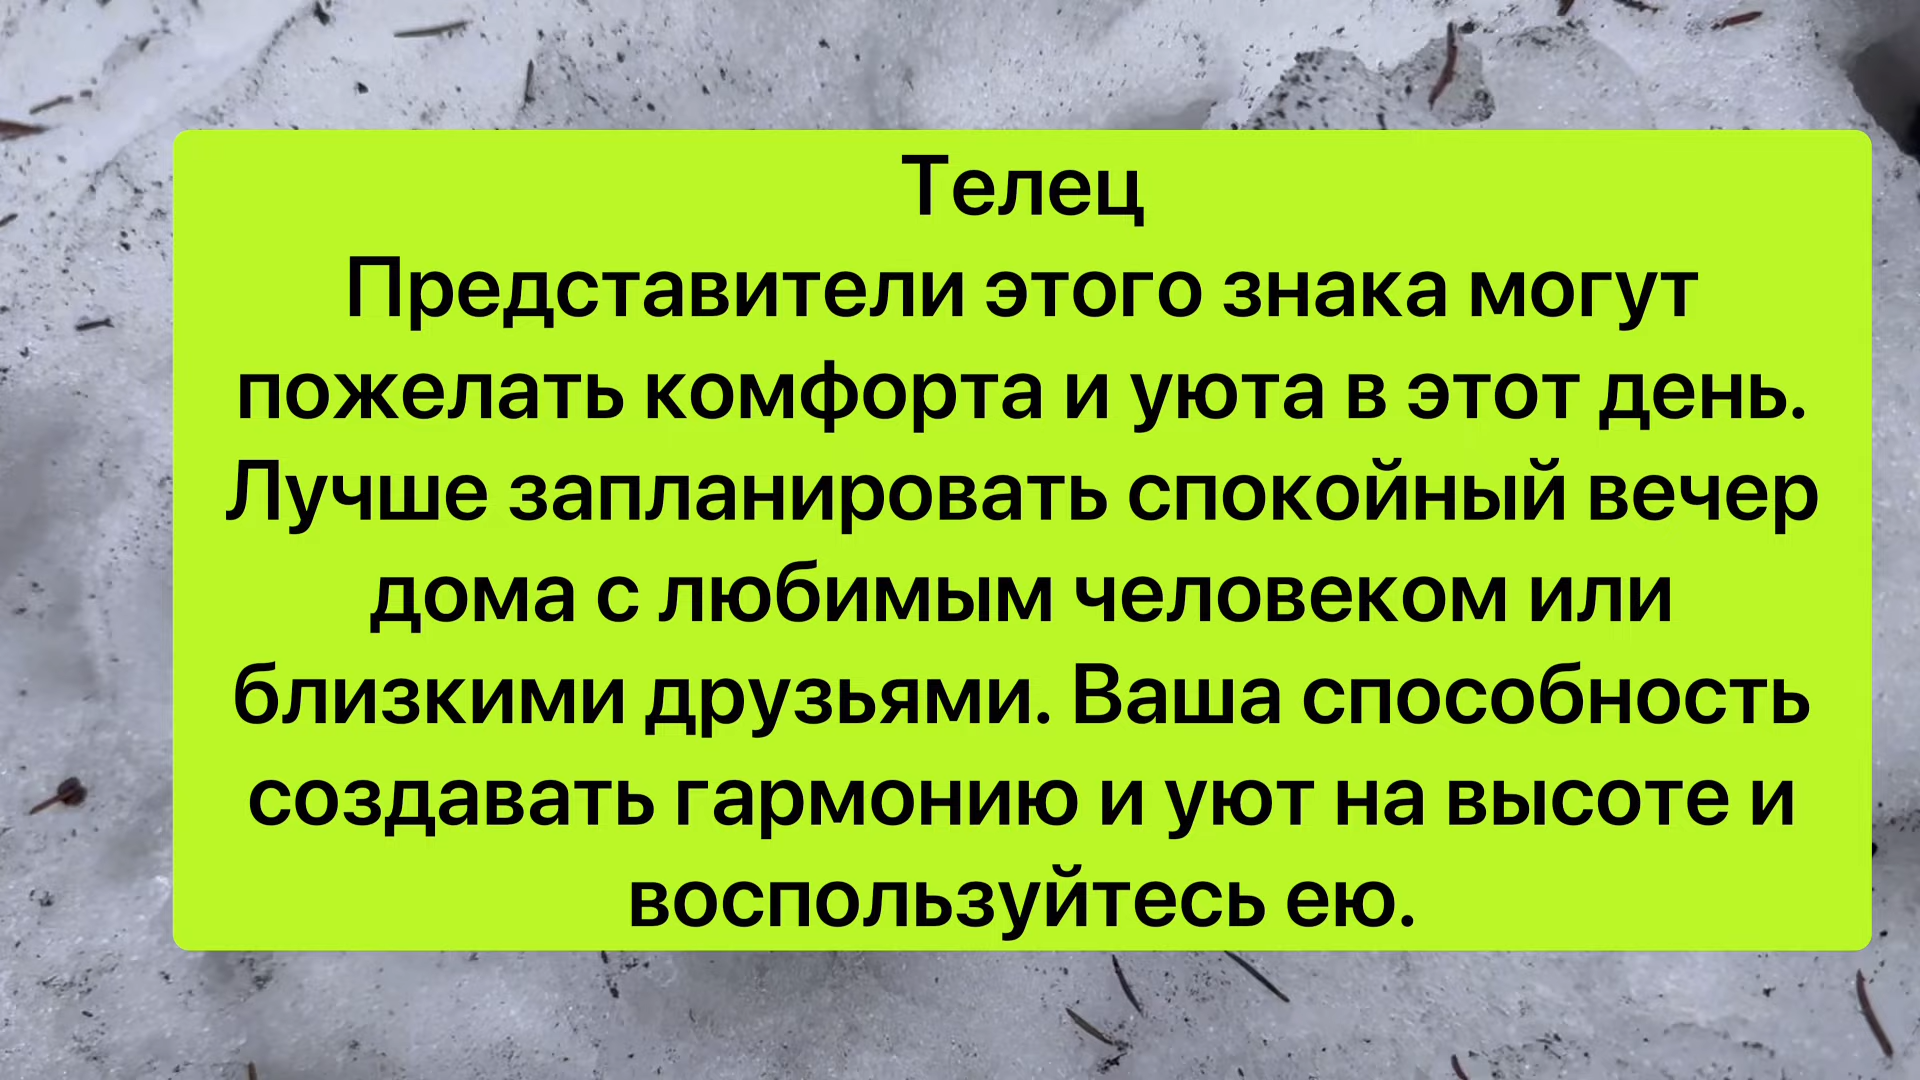 Телец
Представители этого знака могут
пожелать комфорта и уюта в этот день.
Лучше запланировать спокойный вечер
дома с любимым человеком или
близкими друзьями. Ваша способность
создавать гармонию и уют на высоте и
воспользуйтесь ею.